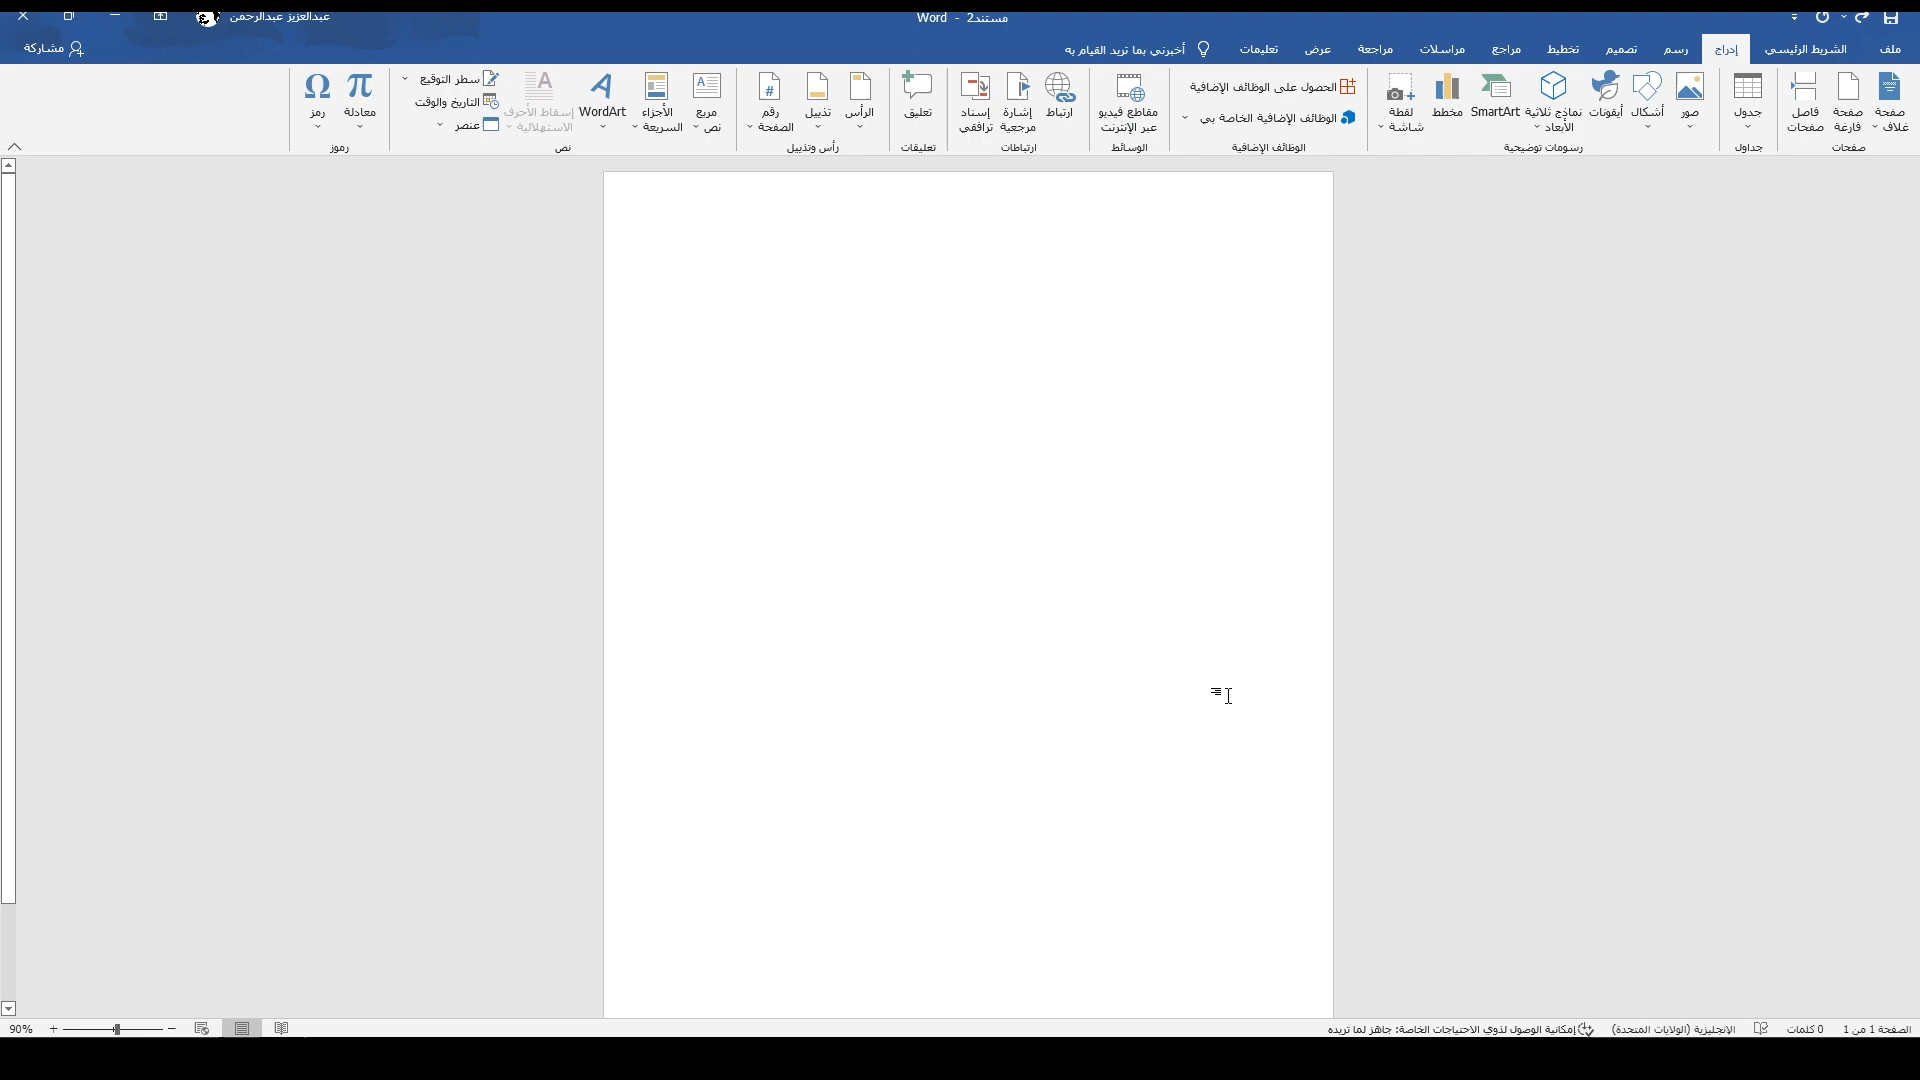 مستند2 - Word
عبدالعزيز عبدالرحمن
ملف
الشريط الرئيسي
إدراج
رسم
تصميم
تخطيط
مراجع
مراسلات
مراجعة
عرض
تعليمات
أخبرني بما تريد القيام به
مشاركة
صفحة غلاف
صفحة فارغة
فاصل صفحات
صفحات
جدول
جداول
صور
أشكال
أيقونات
نماذج ثلاثية الأبعاد
SmartArt
مخطط
لقطة شاشة
رسومات توضيحية
الحصول على الوظائف الإضافية
الوظائف الإضافية الخاصة بي
الوظائف الإضافية
مقاطع فيديو عبر الإنترنت
الوسائط
ارتباط
إشارة مرجعية
إسناد ترافقي
ارتباطات
تعليق
تعليقات
الرأس
تذييل
رقم الصفحة
رأس وتذييل
مربع نص
الأجزاء السريعة
WordArt
إسقاط الأحرف الاستهلالية
سطر التوقيع
التاريخ والوقت
عنصر
نص
معادلة
رمز
رموز
الصفحة 1 من 1
0 كلمات
الإنجليزية (الولايات المتحدة)
إمكانية الوصول لذوي الاحتياجات الخاصة: جاهز لما تريده
90%